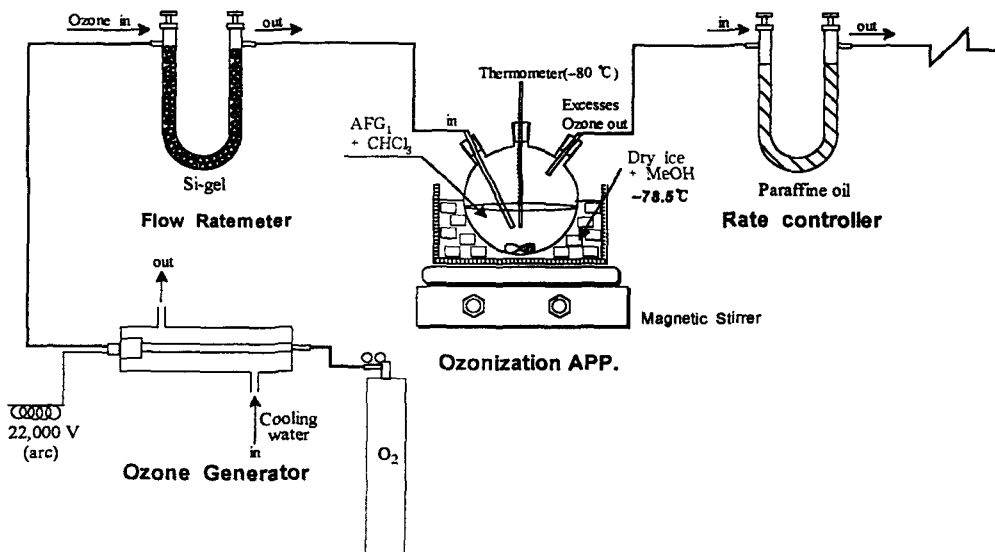 Ozone in
out
Si-gel
Flow Ratemeter
Thermometer(-80 ℃)
in
Excesses
Ozone out
AFG₁
+ CHCl₃
Dry ice
+ MeOH
-78.5℃
Magnetic Stirrer
Ozonization APP.
in
out
Paraffine oil
Rate controller
out
22,000 V
(arc)
Cooling
water
in
Ozone Generator
O₂